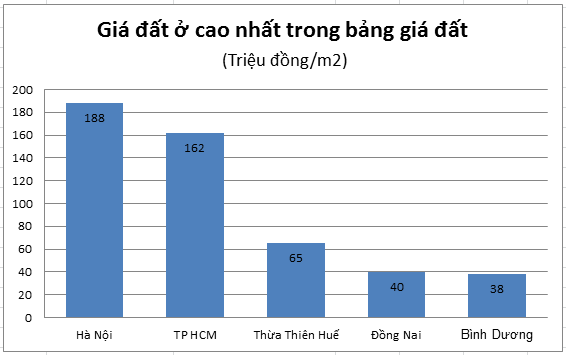 Giá đất ở cao nhất trong bảng giá đất
(Triệu đồng/m2)
200
180
160
140
120
100
80
60
40
20
0
188
162
65
40
38
Hà Nội
TP HCM
Thừa Thiên Huế
Đồng Nai
Bình Dương